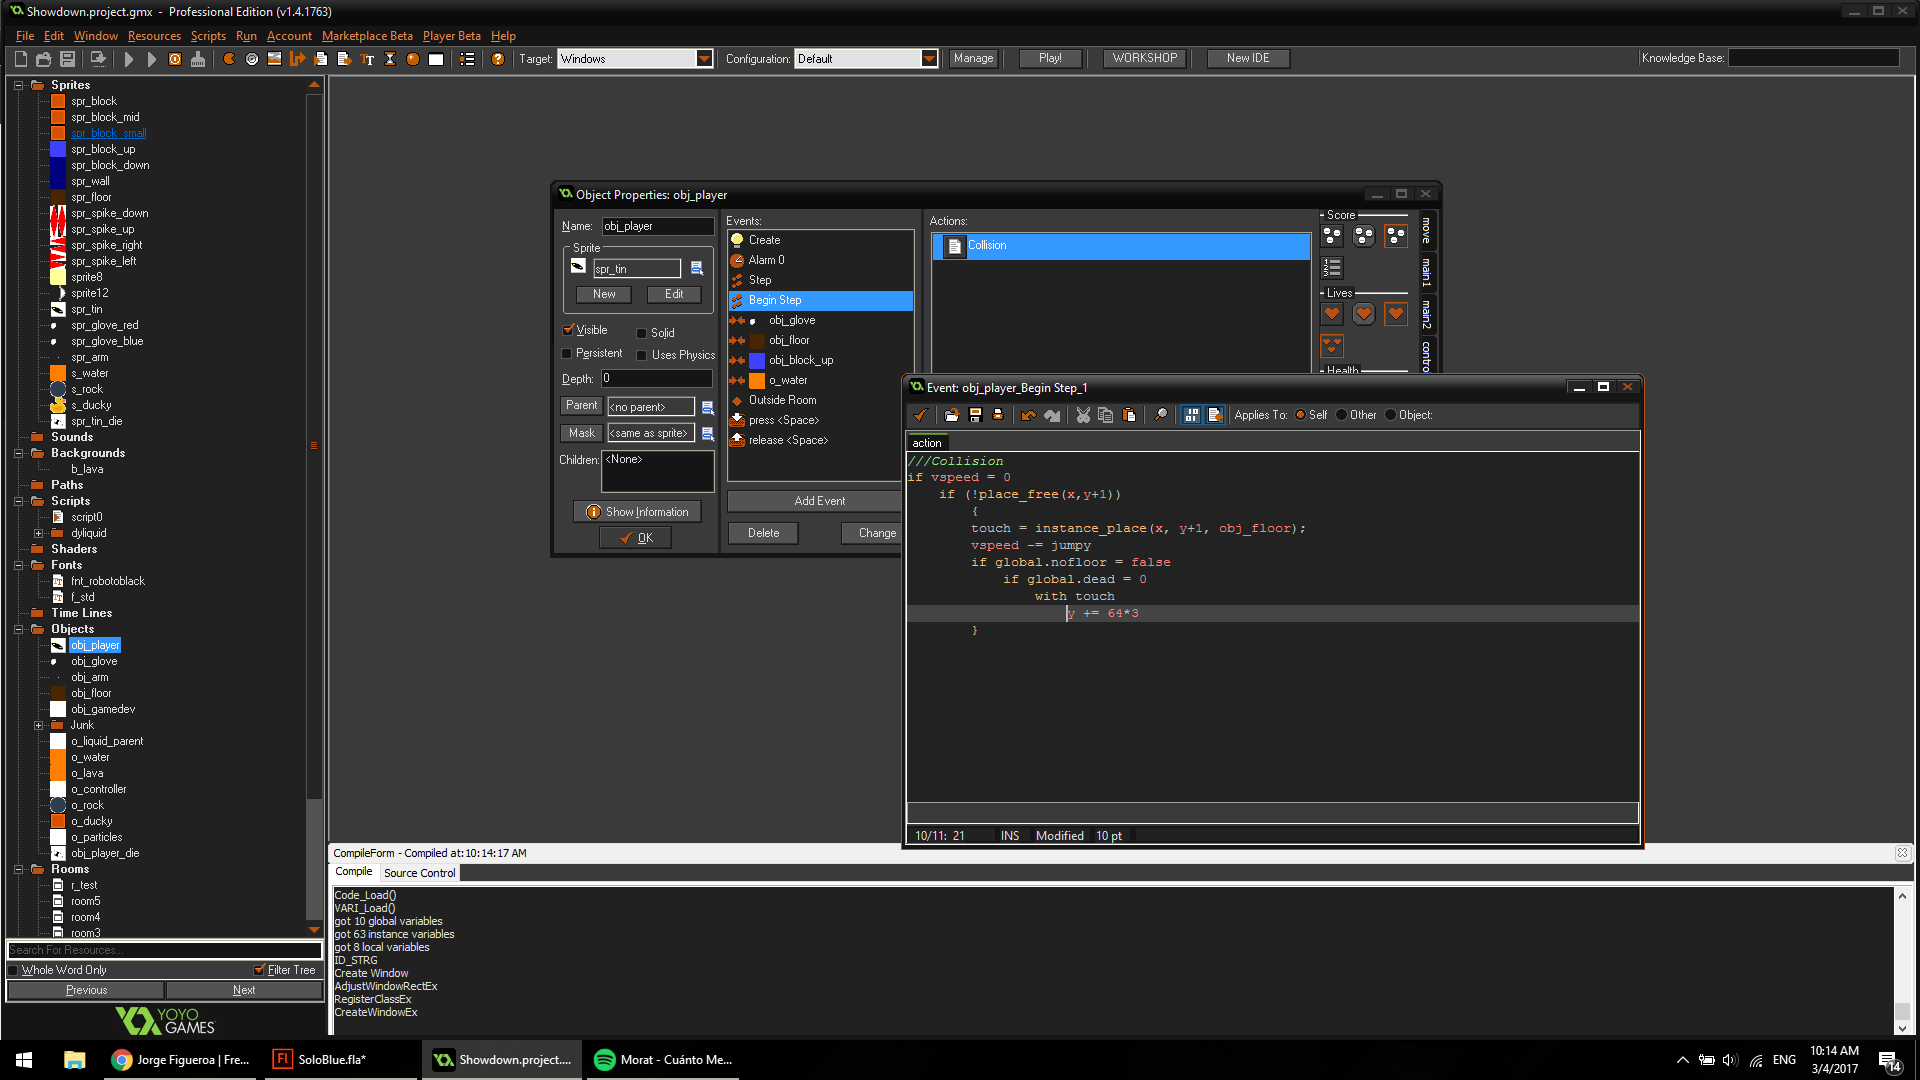 Showdown.project.gmx - Professional Edition (v1.4.1763)
File Edit Window Resources Scripts Run Account Marketplace Beta Player Beta Help
Target: Windows Configuration: Default Manage Play! WORKSHOP New IDE Knowledge Base:
Sprites
spr_block
spr_block_mid
spr_block_small
spr_block_up
spr_block_down
spr_wall
spr_floor
spr_spike_down
spr_spike_up
spr_spike_right
spr_spike_left
sprite8
sprite12
spr_tin
spr_glove_red
spr_glove_blue
spr_arm
s_water
s_rock
s_ducky
spr_tin_die
Sounds
Backgrounds
b_lava
Paths
Scripts
script0
dyliquid
Shaders
Fonts
fnt_robotoblack
f_std
Time Lines
Objects
obj_player
obj_glove
obj_arm
obj_floor
obj_gamedev
Junk
o_liquid_parent
o_water
o_lava
o_controller
o_rock
o_ducky
o_particles
obj_player_die
Rooms
r_test
room5
room4
room3
Search For Resources...
Whole Word Only Filter Tree
Previous Next
YOYO
GAMES
Object Properties: obj_player
Name: obj_player
Sprite
spr_tin
New Edit
Visible Solid
Persistent Uses Physics
Depth: 0
Parent <no parent>
Mask <same as sprite>
Children: <None>
Show Information
OK
Events:
Create
Alarm 0
Step
Begin Step
obj_glove
obj_floor
obj_block_up
o_water
Outside Room
press <Space>
release <Space>
Add Event
Delete Change
Actions:
Collision
Score
Lives
Health
move
main1
main2
control
Event: obj_player_Begin Step_1
Applies To: Self Other Object:
action
///Collision
if vspeed = 0
if (!place_free(x,y+1))
{
touch = instance_place(x, y+1, obj_floor);
vspeed -= jumpy
if global.nofloor = false
if global.dead = 0
with touch
y += 64*3
}
10/11: 21 INS Modified 10 pt
CompileForm - Compiled at:10:14:17 AM
Compile Source Control
Code_Load()
VARI_Load()
got 10 global variables
got 63 instance variables
got 8 local variables
ID_STRG
Create Window
AdjustWindowRectEx
RegisterClassEx
CreateWindowEx
Jorge Figueroa | Fre... Fl SoloBlue.fla* Showdown.project.... Morat - Cuánto Me...
ENG 10:14 AM
3/4/2017
14